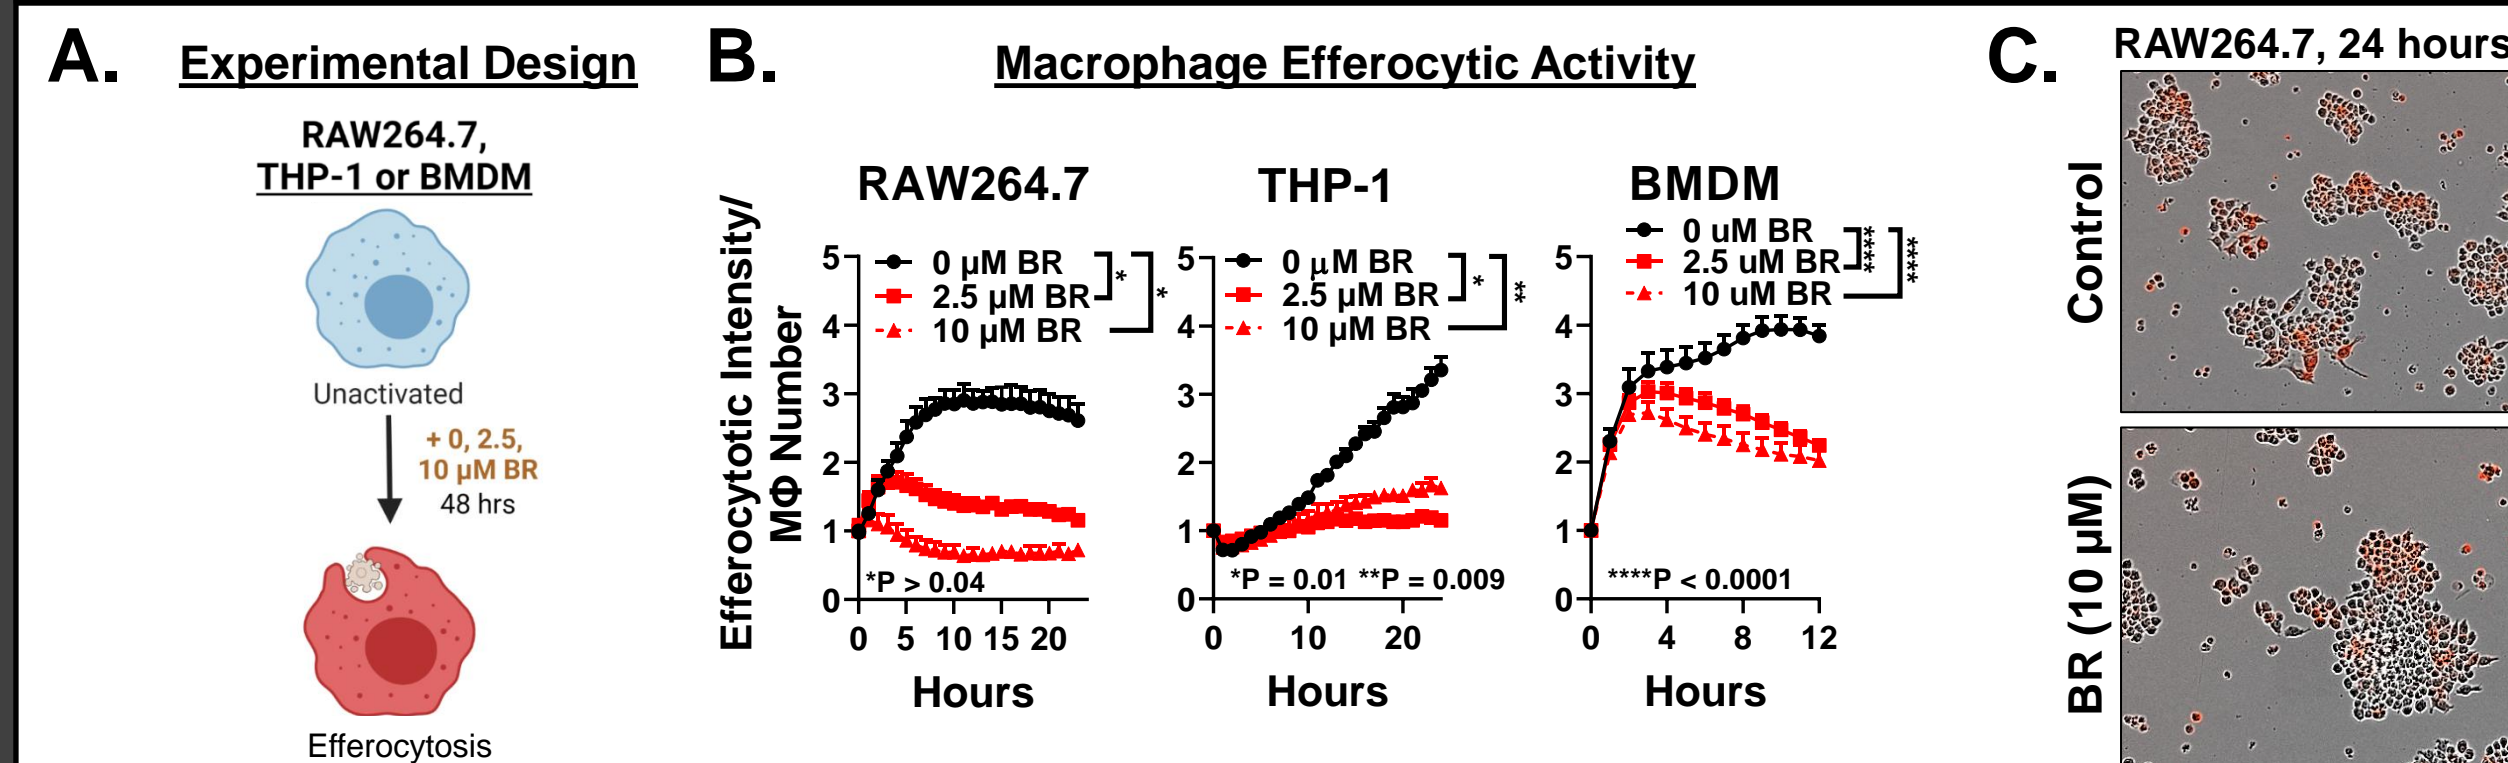 A.
Experimental Design
RAW264.7,
THP-1 or BMDM
Unactivated
+ 0, 2.5,
10 µM BR
48 hrs
Efferocytosis
B.
Macrophage Efferocytic Activity
Efferocytotic Intensity/
MΦ Number
RAW264.7
0 µM BR
2.5 µM BR
10 µM BR
*
*
5
4
3
2
1
0
*P > 0.04
0 5 10 15 20
Hours
THP-1
0 µM BR
2.5 µM BR
10 µM BR
*
**
5
4
3
2
1
0
*P = 0.01 **P = 0.009
0 10 20
Hours
BMDM
0 uM BR
2.5 uM BR
10 uM BR
****
****
5
4
3
2
1
0
****P < 0.0001
0 4 8 12
Hours
C.
RAW264.7, 24 hours
Control
BR (10 µM)